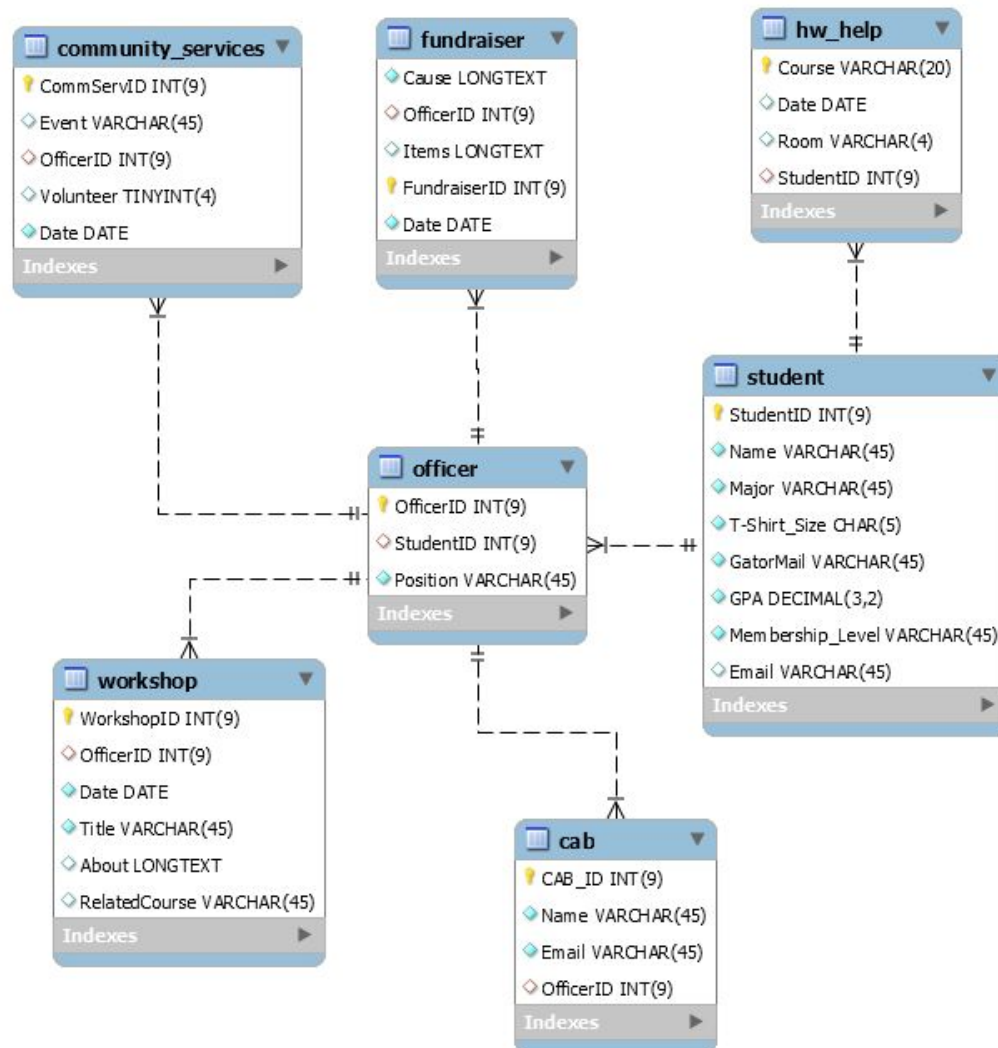 community_services
CommServID INT(9)
Event VARCHAR(45)
OfficerID INT(9)
Volunteer TINYINT(4)
Date DATE
Indexes
fundraiser
Cause LONGTEXT
OfficerID INT(9)
Items LONGTEXT
FundraiserID INT(9)
Date DATE
Indexes
hw_help
Course VARCHAR(20)
Date DATE
Room VARCHAR(4)
StudentID INT(9)
Indexes
student
StudentID INT(9)
Name VARCHAR(45)
Major VARCHAR(45)
T-Shirt_Size CHAR(5)
GatorMail VARCHAR(45)
GPA DECIMAL(3,2)
Membership_Level VARCHAR(45)
Email VARCHAR(45)
Indexes
officer
OfficerID INT(9)
StudentID INT(9)
Position VARCHAR(45)
Indexes
workshop
WorkshopID INT(9)
OfficerID INT(9)
Date DATE
Title VARCHAR(45)
About LONGTEXT
RelatedCourse VARCHAR(45)
Indexes
cab
CAB_ID INT(9)
Name VARCHAR(45)
Email VARCHAR(45)
OfficerID INT(9)
Indexes